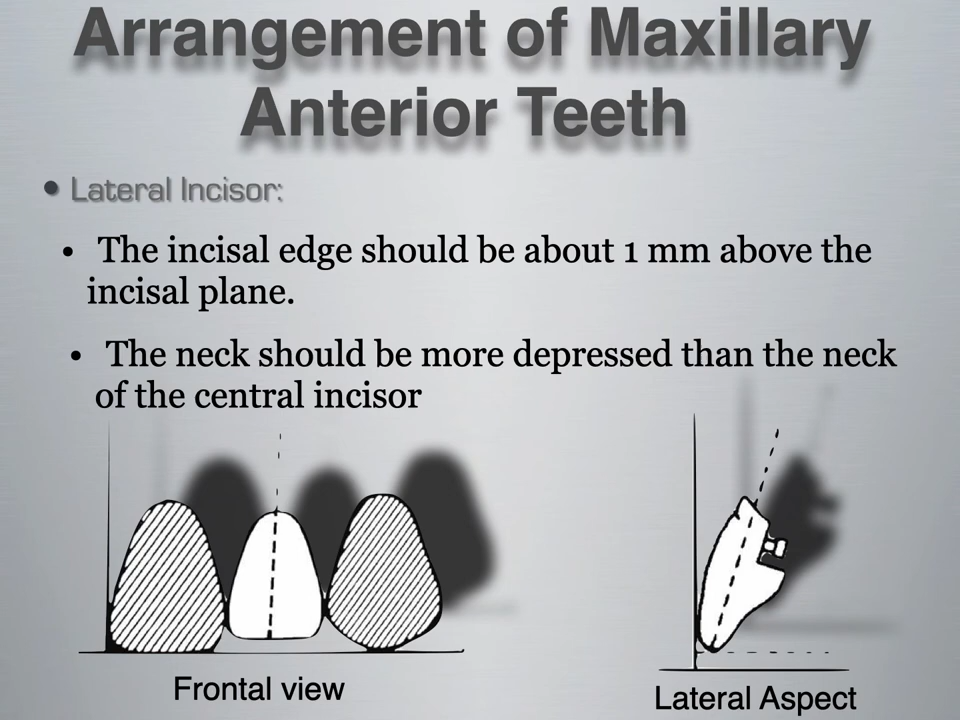 Arrangement of Maxillary
Anterior Teeth
• Lateral Incisor:
• The incisal edge should be about 1 mm above the
incisal plane.
• The neck should be more depressed than the neck
of the central incisor
Frontal view
Lateral Aspect